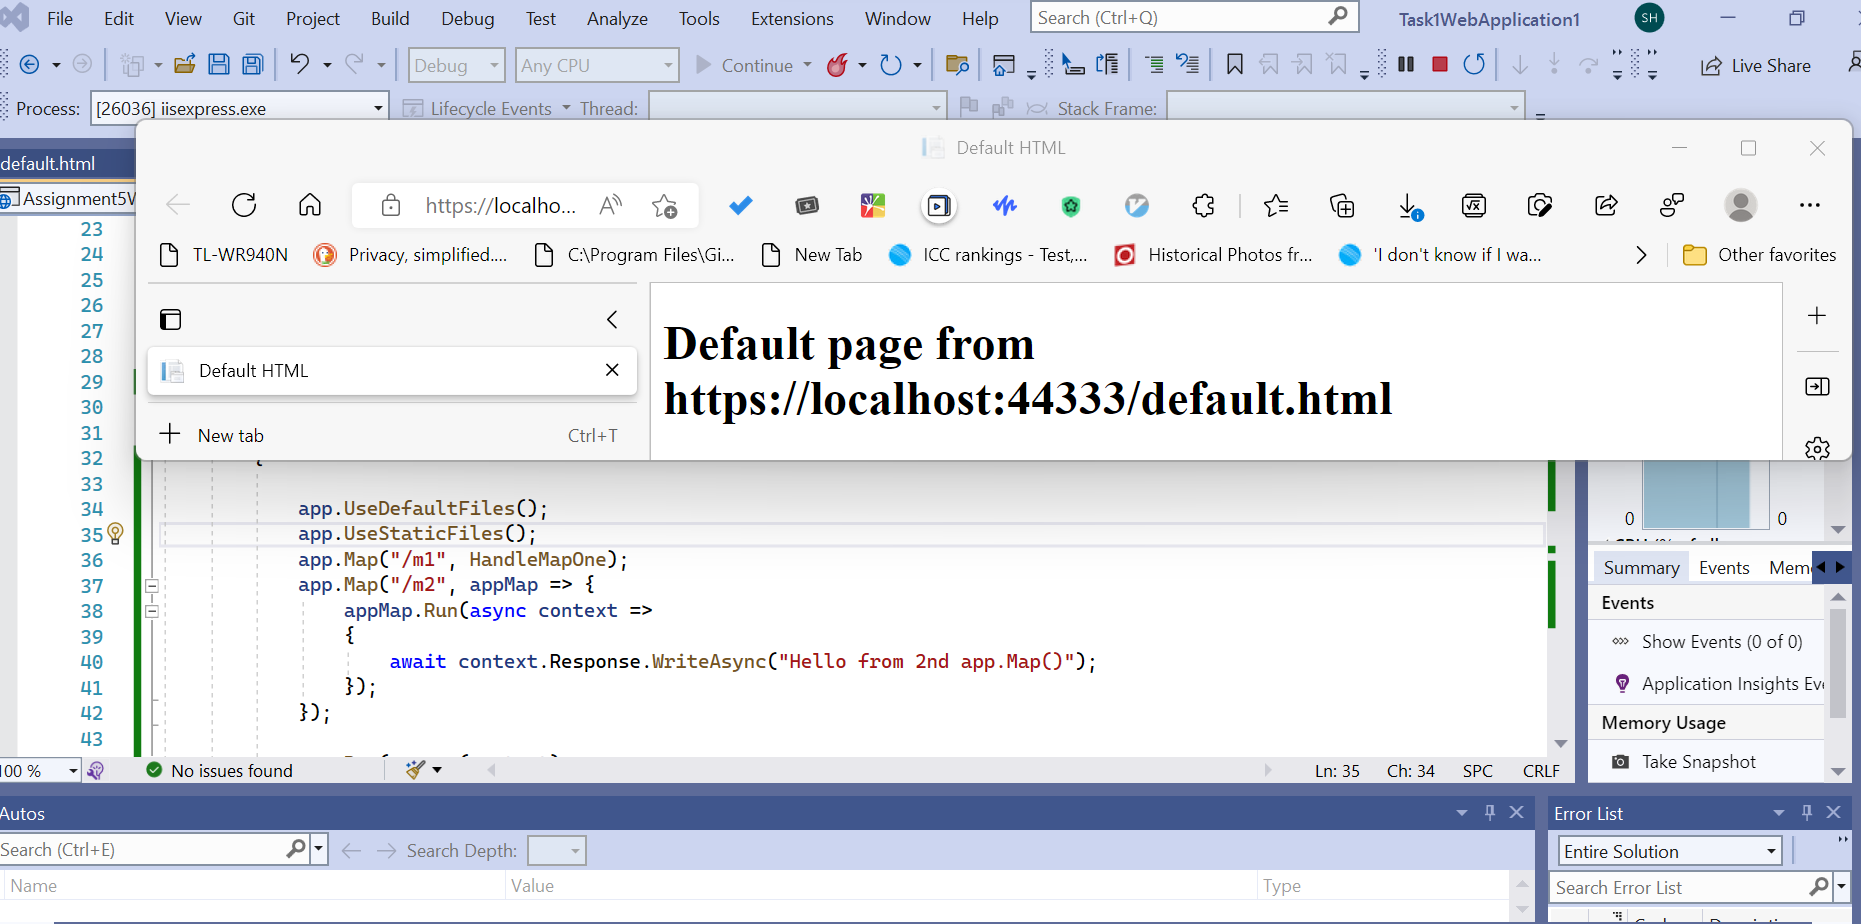 File Edit View Git Project Build Debug Test Analyze Tools Extensions Window Help Search (Ctrl+Q) Task1WebApplication1 SH
Debug Any CPU Continue Live Share
Process: [26036] iisexpress.exe Lifecycle Events Thread: Stack Frame:
default.html
Assignment5W
Default HTML
https://localho...
TL-WR940N Privacy, simplified.... C:\Program Files\Gi... New Tab ICC rankings - Test,... Historical Photos fr... 'I don't know if I wa... Other favorites
Default HTML
New tab Ctrl+T
Default page from
https://localhost:44333/default.html
23
24
25
26
27
28
29
30
31
32 {
33
34 app.UseDefaultFiles();
35 app.UseStaticFiles();
36 app.Map("/m1", HandleMapOne);
37 app.Map("/m2", appMap => {
38 appMap.Run(async context =>
39 {
40 await context.Response.WriteAsync("Hello from 2nd app.Map()");
41 });
42 });
43
100 % No issues found Ln: 35 Ch: 34 SPC CRLF
0 0
Summary Events Mem
Events
Show Events (0 of 0)
Application Insights Eve
Memory Usage
Take Snapshot
Autos
Search (Ctrl+E) Search Depth:
Name Value Type
Error List
Entire Solution
Search Error List